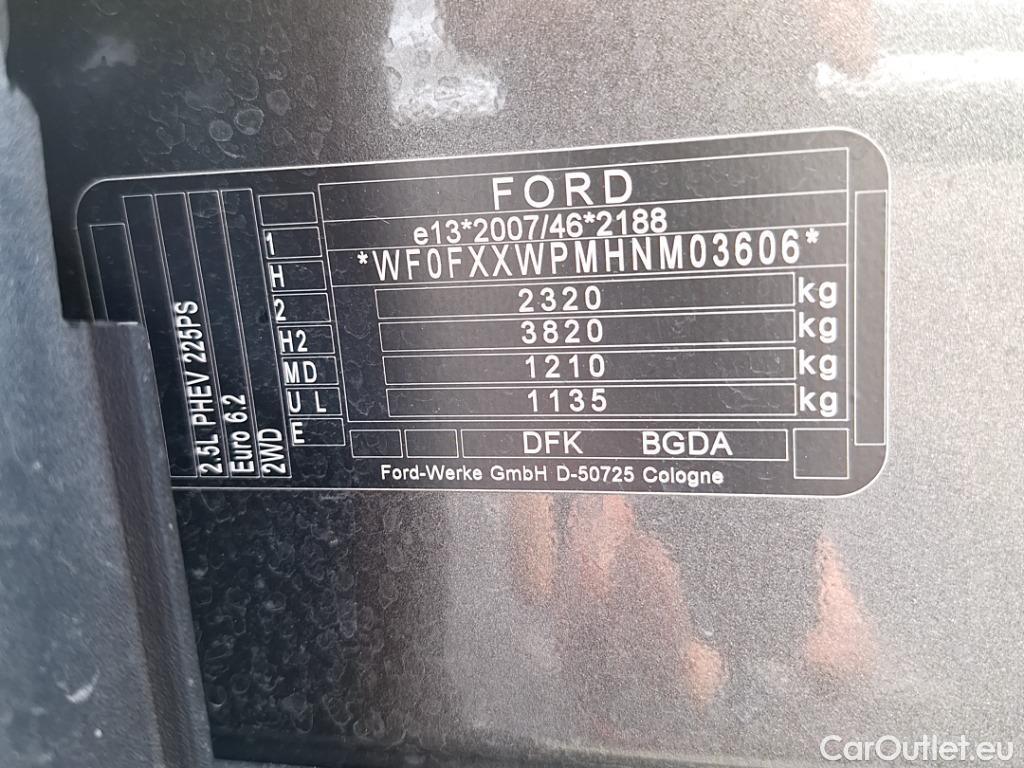 FORD
e13*2007/46*2188
*WF0FXXWPMHNM03606*
2320 kg
3820 kg
1210 kg
1135 kg
DFK BGDA
Ford-Werke GmbH D-50725 Cologne
1
H
2
H2
MD
U L
E
2.5L PHEV 225PS
Euro 6.2
2WD
CarOutlet.eu